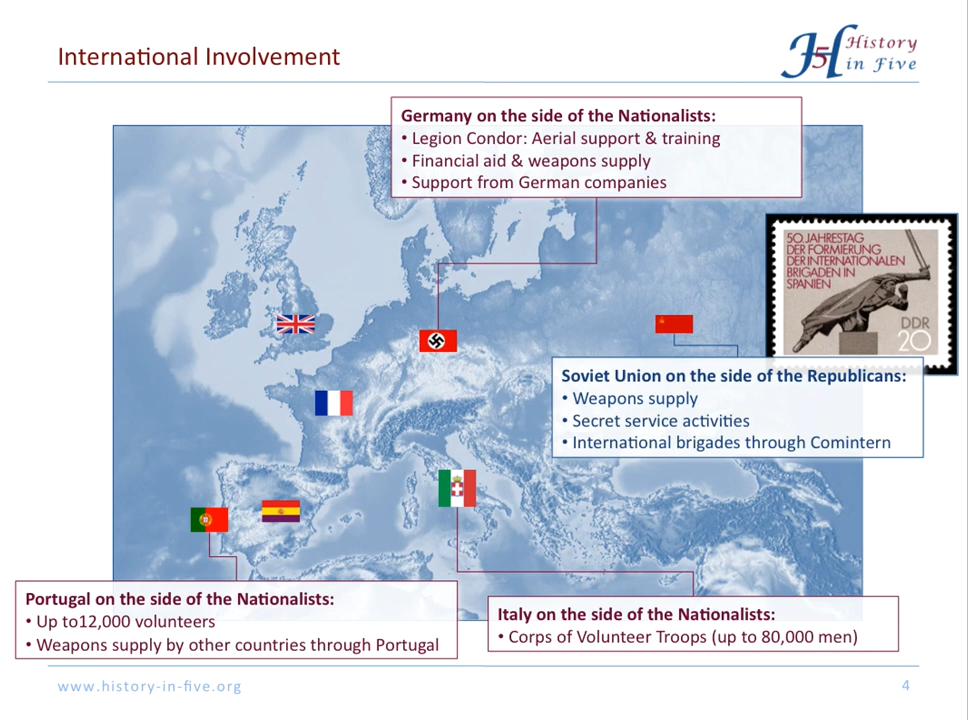 International Involvement
H5 History
in Five
Germany on the side of the Nationalists:
• Legion Condor: Aerial support & training
• Financial aid & weapons supply
• Support from German companies
50 JAHRESTAG
DER FORMIERUNG
DER INTERNATIONALEN
BRIGADEN IN
SPANIEN
DDR
20
Soviet Union on the side of the Republicans:
• Weapons supply
• Secret service activities
• International brigades through Comintern
Portugal on the side of the Nationalists:
• Up to12,000 volunteers
• Weapons supply by other countries through Portugal
Italy on the side of the Nationalists:
• Corps of Volunteer Troops (up to 80,000 men)
www.history-in-five.org
4